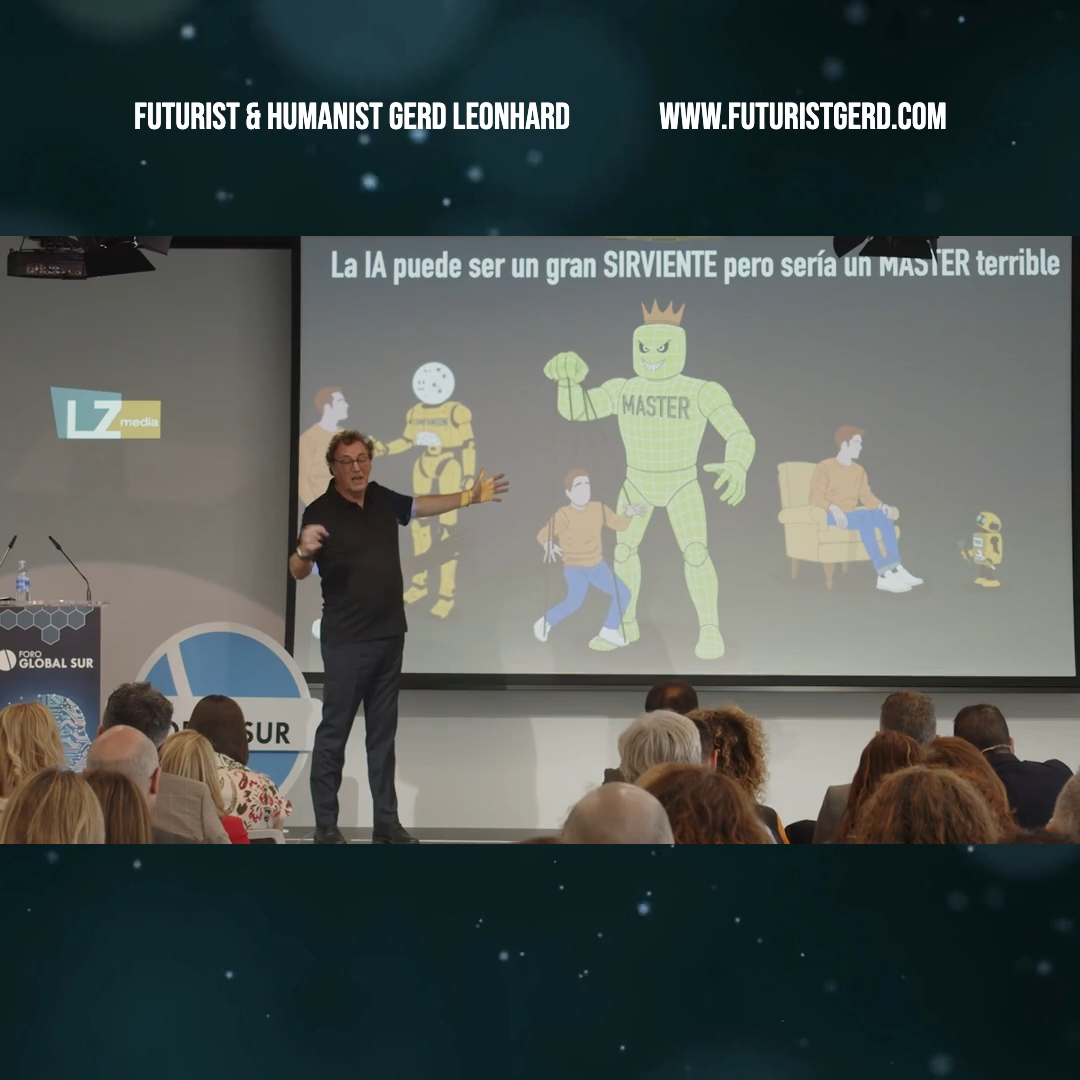 FUTURIST & HUMANIST GERD LEONHARD
WWW.FUTURISTGERD.COM
La IA puede ser un gran SIRVIENTE pero sería un MASTER terrible
MASTER
LZ media
FORO
GLOBAL SUR
SUR